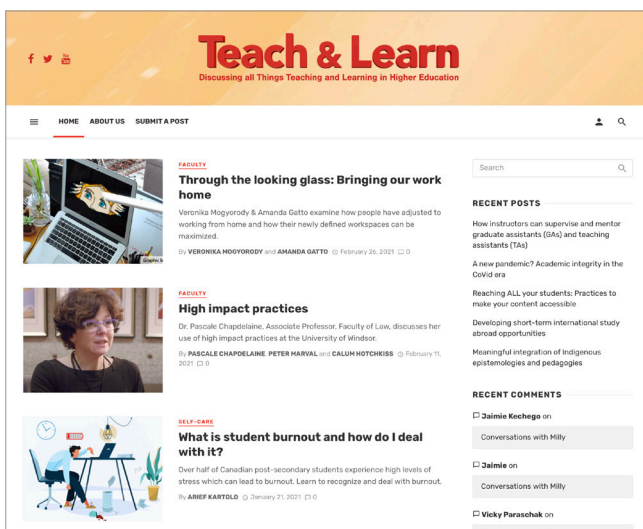 Teach & Learn
Discussing all Things Teaching and Learning in Higher Education
HOME ABOUT US SUBMIT A POST
FACULTY
Through the looking glass: Bringing our work
home
Veronika Mogyorody & Amanda Gatto examine how people have adjusted to
working from home and how their newly defined workspaces can be
maximized.
By VERONIKA MOGYORODY and AMANDA GATTO February 26, 2021 0
FACULTY
High impact practices
Dr. Pascale Chapdelaine, Associate Professor, Faculty of Law, discusses her
use of high impact practices at the University of Windsor.
By PASCALE CHAPDELAINE, PETER MARVAL and CALUM HOTCHKISS February 11,
2021 0
SELF-CARE
What is student burnout and how do I deal
with it?
Over half of Canadian post-secondary students experience high levels of
stress which can lead to burnout. Learn to recognize and deal with burnout.
By ARIEF KARTOLO January 21, 2021 0
Search
RECENT POSTS
How instructors can supervise and mentor
graduate assistants (GAs) and teaching
assistants (TAs)
A new pandemic? Academic integrity in the
CoVid era
Reaching ALL your students: Practices to
make your content accessible
Developing short-term international study
abroad opportunities
Meaningful integration of Indigenous
epistemologies and pedagogies
RECENT COMMENTS
Jaimie Kechego on
Conversations with Milly
Jaimie on
Conversations with Milly
Vicky Paraschak on